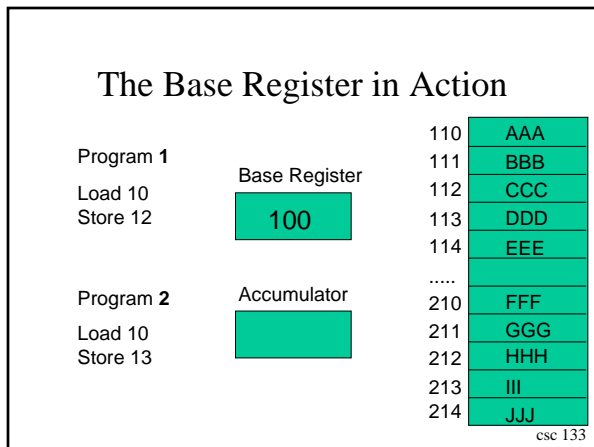 The Base Register in Action
Program 1
Load 10
Store 12
Base Register
100
Program 2
Load 10
Store 13
Accumulator
110 AAA
111 BBB
112 CCC
113 DDD
114 EEE
.....
210 FFF
211 GGG
212 HHH
213 III
214 JJJ
csc 133